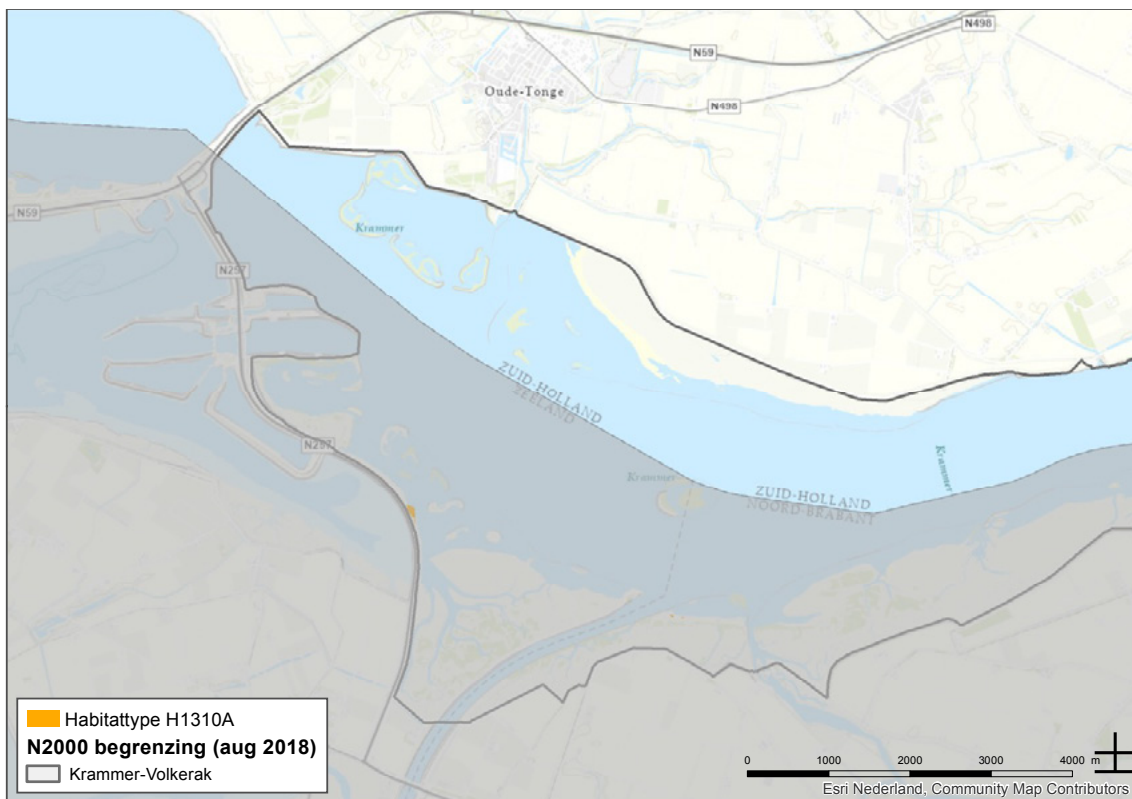 N498
N59
Oude-Tonge
N498
N59
Krammer
N257
ZUID-HOLLAND
ZEELAND
N257
Krammer
Krammer
ZUID-HOLLAND
NOORD-BRABANT
Habitattype H1310A
N2000 begrenzing (aug 2018)
Krammer-Volkerak
0 1000 2000 3000 4000 m
Esri Nederland, Community Map Contributors